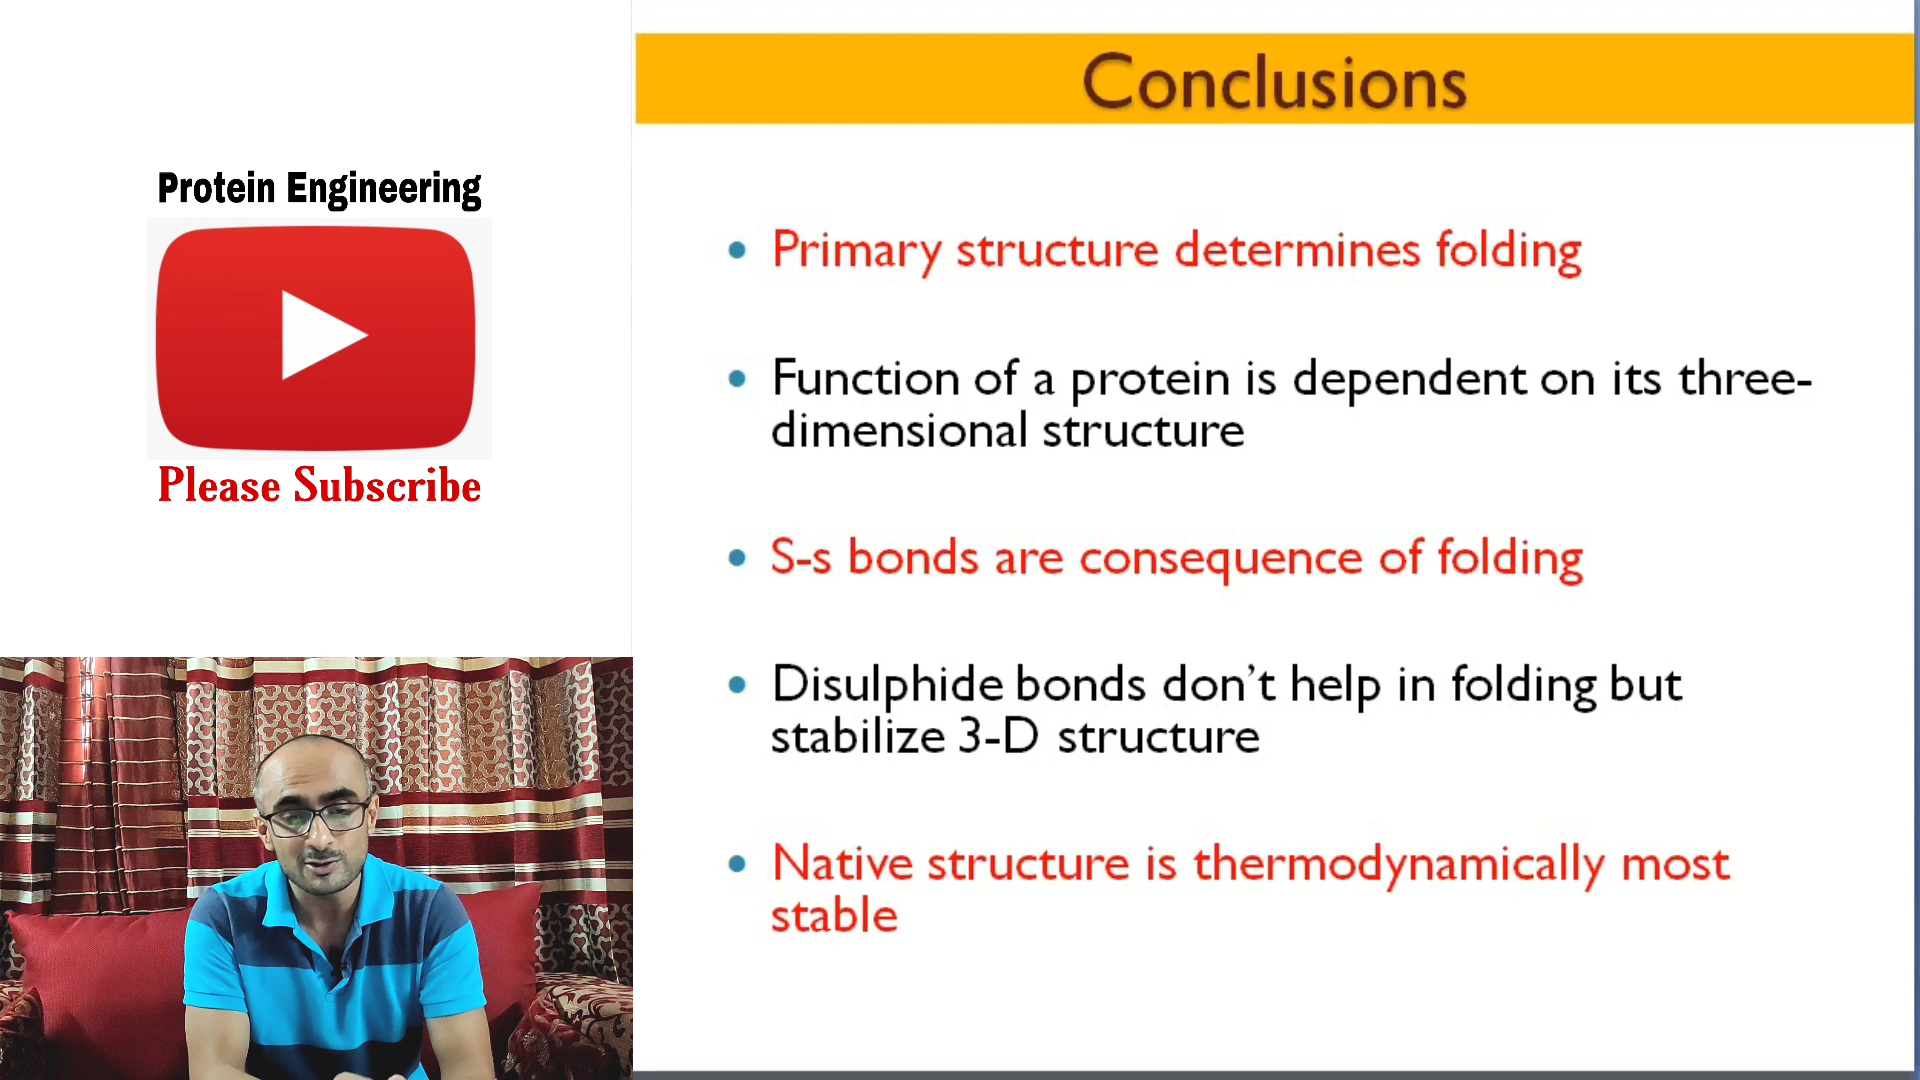 Protein Engineering
Please Subscribe
Conclusions
• Primary structure determines folding
• Function of a protein is dependent on its three-
dimensional structure
• S-s bonds are consequence of folding
• Disulphide bonds don’t help in folding but
stabilize 3-D structure
• Native structure is thermodynamically most
stable